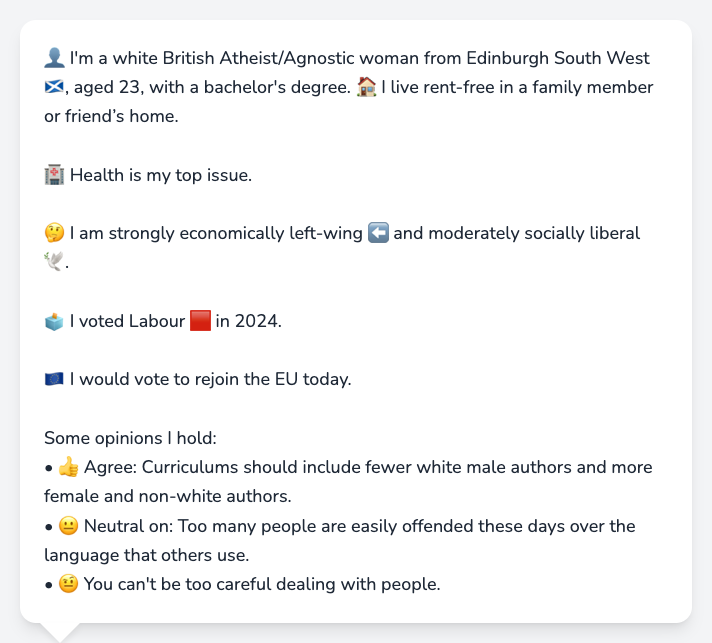 👤 I'm a white British Atheist/Agnostic woman from Edinburgh South West
🏴󠁧󠁢󠁳󠁣󠁴󠁿, aged 23, with a bachelor's degree. 🏠 I live rent-free in a family member
or friend’s home.
🏥 Health is my top issue.
🤔 I am strongly economically left-wing ⬅️ and moderately socially liberal
🕊️.
🗳️ I voted Labour 🟥 in 2024.
🇪🇺 I would vote to rejoin the EU today.
Some opinions I hold:
• 👍 Agree: Curriculums should include fewer white male authors and more
female and non-white authors.
• 😐 Neutral on: Too many people are easily offended these days over the
language that others use.
• 🤨 You can't be too careful dealing with people.